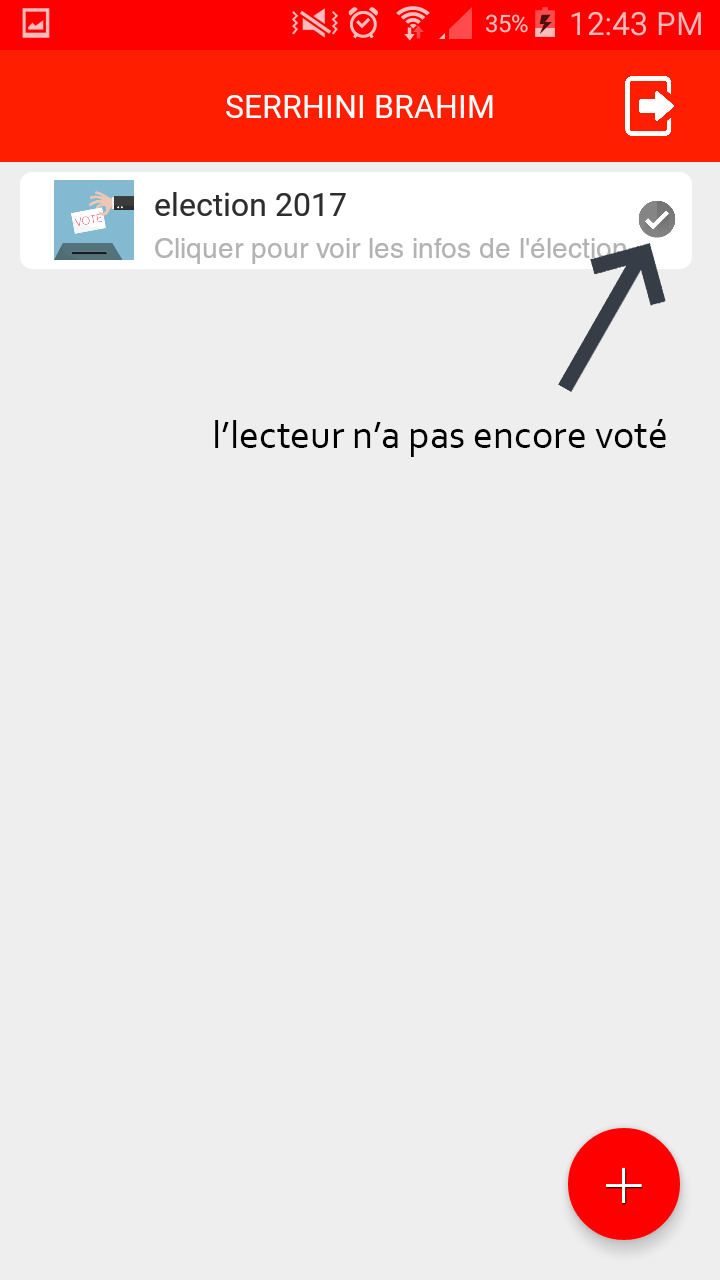 35% 12:43 PM
SERRHINI BRAHIM
election 2017
VOTE
Cliquer pour voir les infos de l'élection
l’lecteur n’a pas encore voté